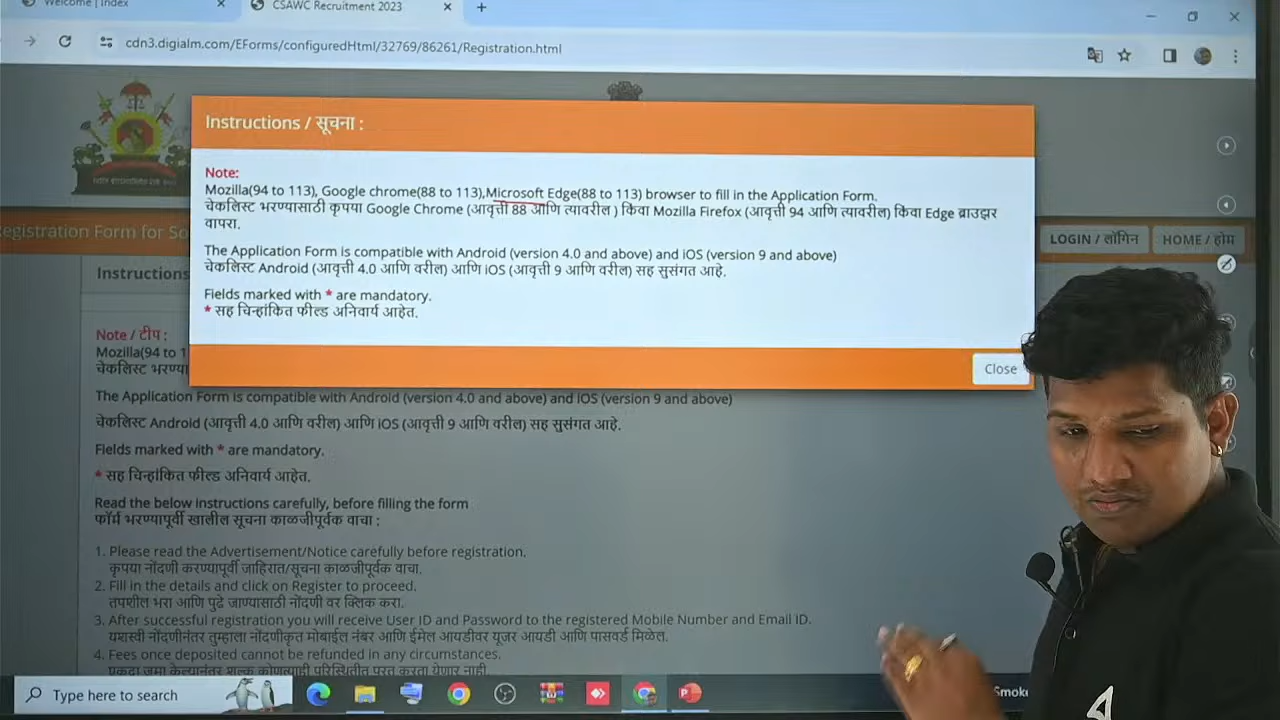 Welcome | Index
CSAWC Recruitment 2023
cdn3.digialm.com/EForms/configuredHtml/32769/86261/Registration.html
Instructions / सूचना :
Note:
Mozilla(94 to 113), Google chrome(88 to 113),Microsoft Edge(88 to 113) browser to fill in the Application Form.
चेकलिस्ट भरण्यासाठी कृपया Google Chrome (आवृत्ती 88 आणि त्यावरील ) किंवा Mozilla Firefox (आवृत्ती 94 आणि त्यावरील) किंवा Edge ब्राउझर
वापरा.
The Application Form is compatible with Android (version 4.0 and above) and iOS (version 9 and above)
चेकलिस्ट Android (आवृत्ती 4.0 आणि वरील) आणि iOS (आवृत्ती 9 आणि वरील) सह सुसंगत आहे.
Fields marked with * are mandatory.
* सह चिन्हांकित फील्ड अनिवार्य आहेत.
Close
egistration Form for So
LOGIN / लॉगिन
HOME / होम
Instructions
Note / टीप :
Mozilla(94 to 1
चेकलिस्ट भरण्या
The Application Form is compatible with Android (version 4.0 and above) and iOS (version 9 and above)
चेकलिस्ट Android (आवृत्ती 4.0 आणि वरील) आणि iOS (आवृत्ती 9 आणि वरील) सह सुसंगत आहे.
Fields marked with * are mandatory.
* सह चिन्हांकित फील्ड अनिवार्य आहेत.
Read the below instructions carefully, before filling the form
फॉर्म भरण्यापूर्वी खालील सूचना काळजीपूर्वक वाचा :
1. Please read the Advertisement/Notice carefully before registration.
कृपया नोंदणी करण्यापूर्वी जाहिरात/सूचना काळजीपूर्वक वाचा.
2. Fill in the details and click on Register to proceed.
तपशील भरा आणि पुढे जाण्यासाठी नोंदणी वर क्लिक करा.
3. After successful registration you will receive User ID and Password to the registered Mobile Number and Email ID.
यशस्वी नोंदणीनंतर तुम्हाला नोंदणीकृत मोबाईल नंबर आणि ईमेल आयडीवर यूजर आयडी आणि पासवर्ड मिळेल.
4. Fees once deposited cannot be refunded in any circumstances.
एकदा जमा केल्यानंतर शुल्क कोणत्याही परिस्थितीत परत करता येणार नाही
Type here to search
Smoke